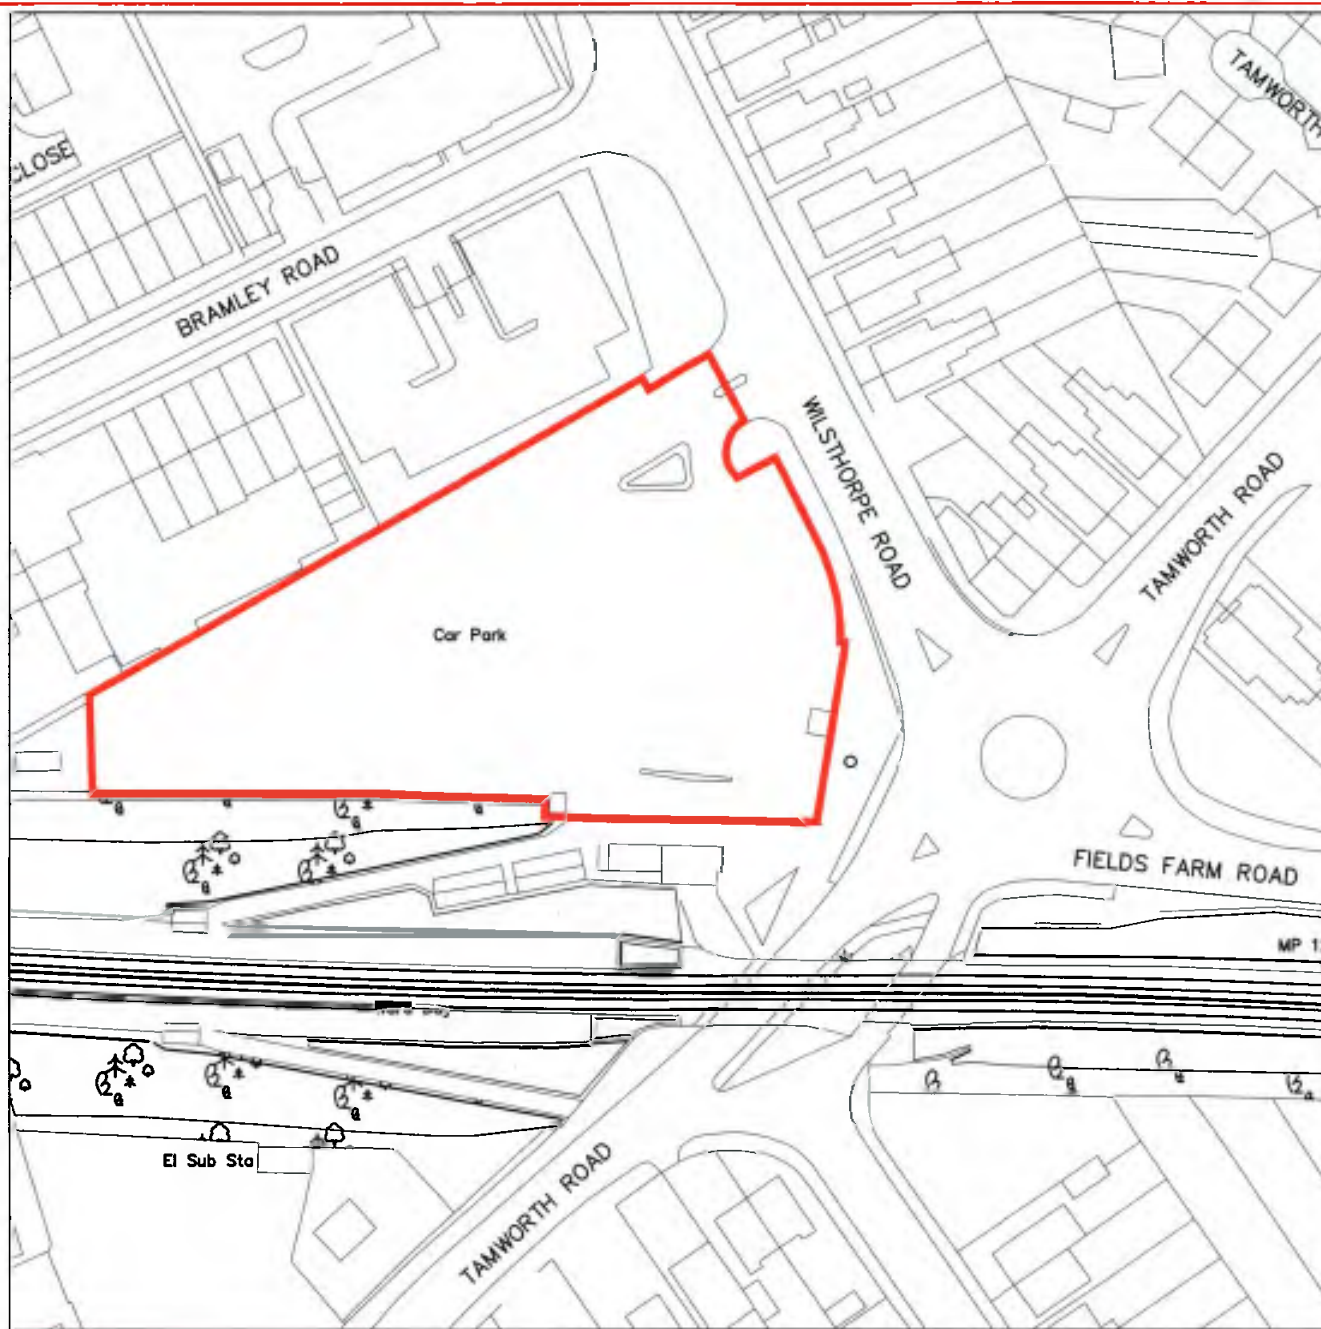 TAMWORTH
CLOSE
BRAMLEY ROAD
WILSTHORPE ROAD
TAMWORTH ROAD
Car Park
FIELDS FARM ROAD
MP
El Sub Sta
TAMWORTH ROAD